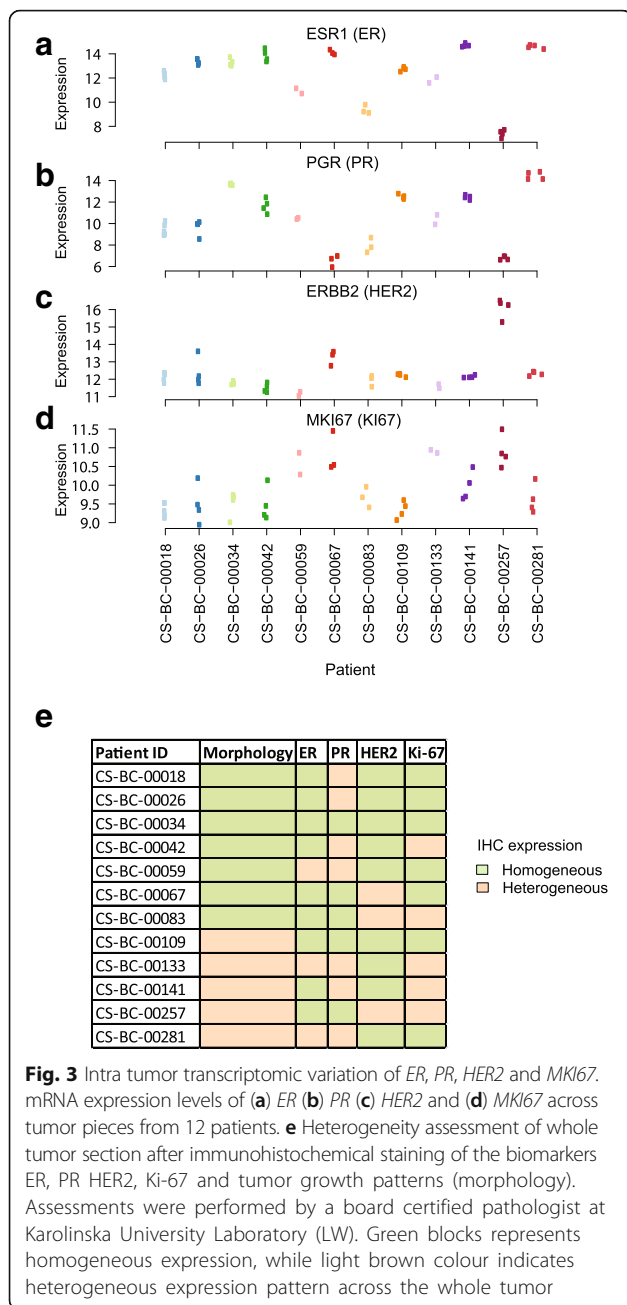 a
ESR1 (ER)
Expression
14
12
10
8
b
PGR (PR)
Expression
14
12
10
8
6
c
ERBB2 (HER2)
Expression
16
15
14
13
12
11
d
MKI67 (KI67)
Expression
11.5
11.0
10.5
10.0
9.5
9.0
CS-BC-00018
CS-BC-00026
CS-BC-00034
CS-BC-00042
CS-BC-00059
CS-BC-00067
CS-BC-00083
CS-BC-00109
CS-BC-00133
CS-BC-00141
CS-BC-00257
CS-BC-00281
Patient
e
Patient ID Morphology ER PR HER2 Ki-67
CS-BC-00018
CS-BC-00026
CS-BC-00034
CS-BC-00042
CS-BC-00059
CS-BC-00067
CS-BC-00083
CS-BC-00109
CS-BC-00133
CS-BC-00141
CS-BC-00257
CS-BC-00281
IHC expression
Homogeneous
Heterogeneous
Fig. 3 Intra tumor transcriptomic variation of ER, PR, HER2 and MKI67.
mRNA expression levels of (a) ER (b) PR (c) HER2 and (d) MKI67 across
tumor pieces from 12 patients. e Heterogeneity assessment of whole
tumor section after immunohistochemical staining of the biomarkers
ER, PR HER2, Ki-67 and tumor growth patterns (morphology).
Assessments were performed by a board certified pathologist at
Karolinska University Laboratory (LW). Green blocks represents
homogeneous expression, while light brown colour indicates
heterogeneous expression pattern across the whole tumor